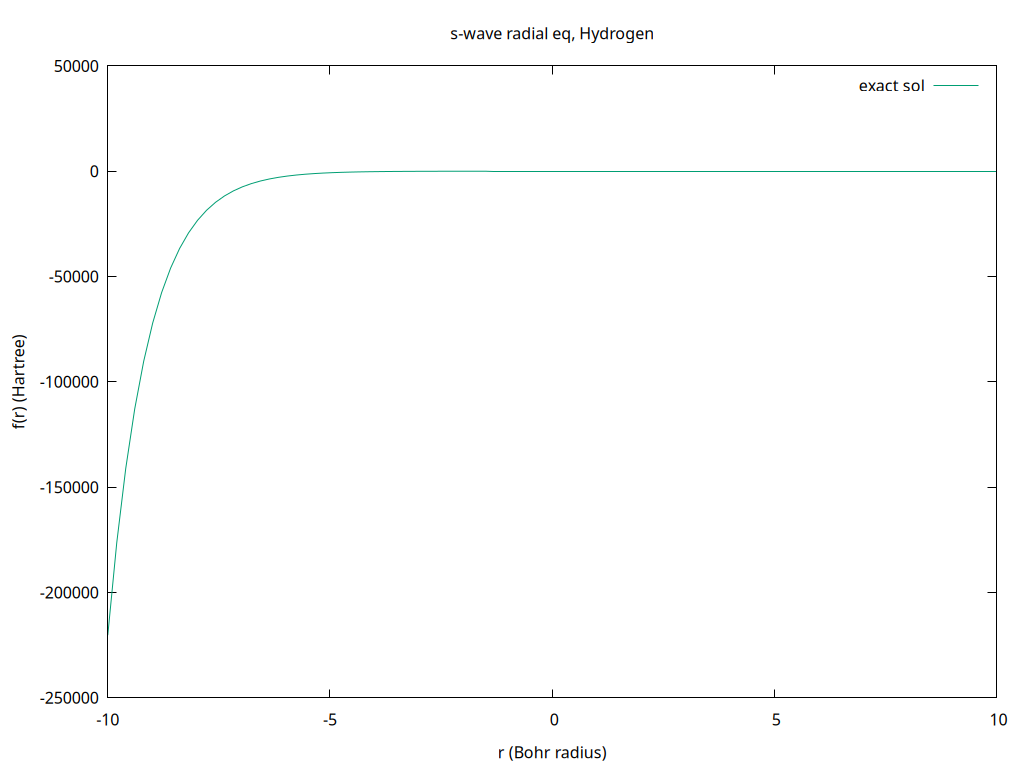 s-wave radial eq, Hydrogen
50000
exact sol
0
-50000
-100000
-150000
-200000
-250000
f(r) (Hartree)
-10 -5 0 5 10
r (Bohr radius)